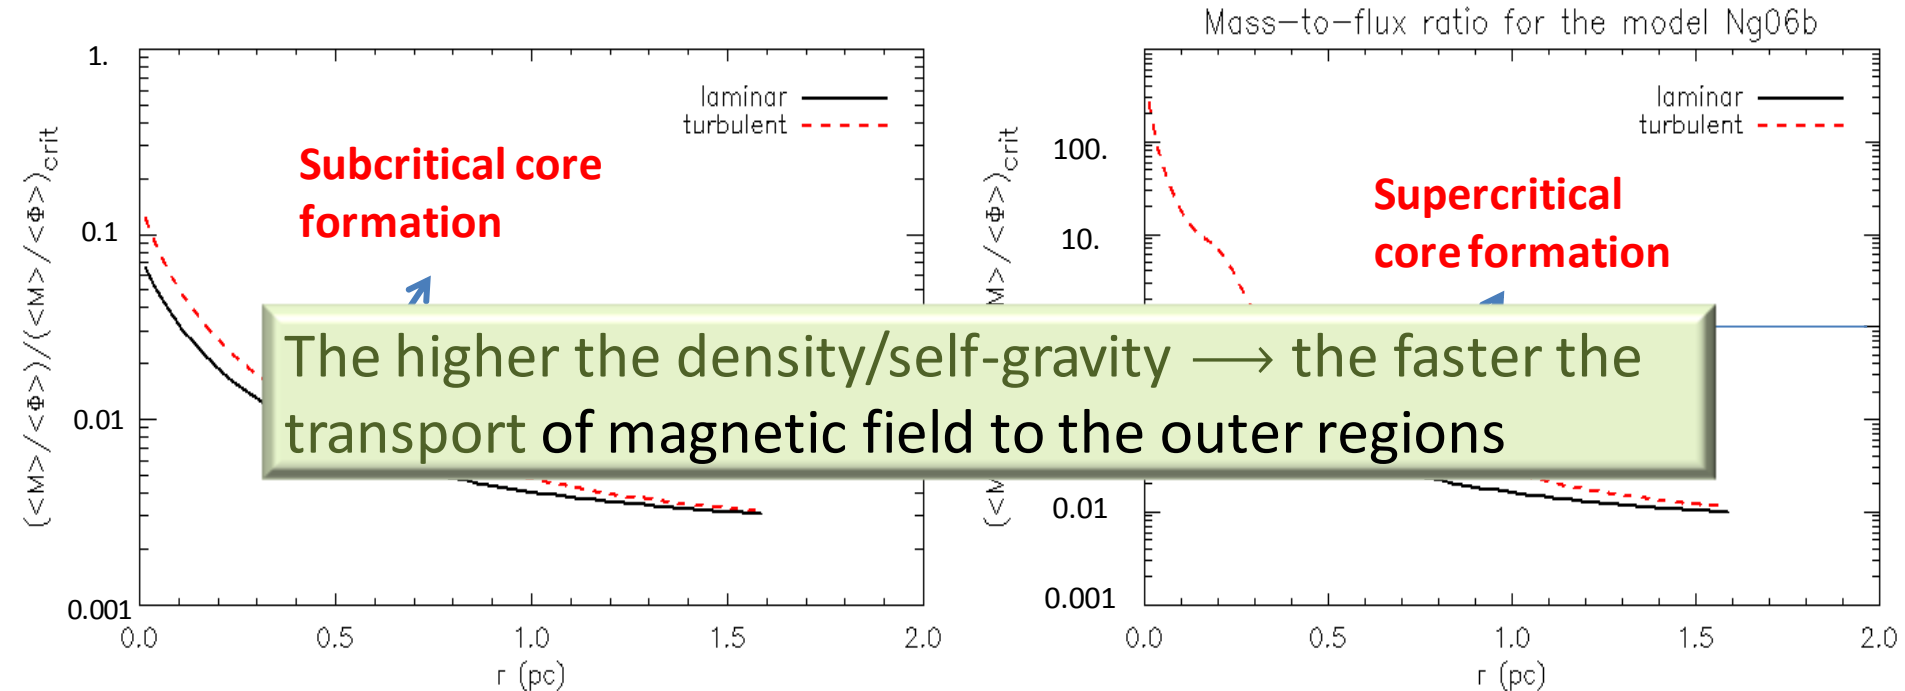 Mass-to-flux ratio for the model Ng06b
1.
0.1
0.01
0.001
(<M>/<Φ>)/(<M>/<Φ>)crit
laminar
turbulent
Subcritical core
formation
0.0 0.5 1.0 1.5 2.0
r (pc)
100.
10.
0.01
0.001
(<M
M>/<Φ>)crit
laminar
turbulent
Supercritical
core formation
0.0 0.5 1.0 1.5 2.0
r (pc)
The higher the density/self-gravity ⟶ the faster the
transport of magnetic field to the outer regions